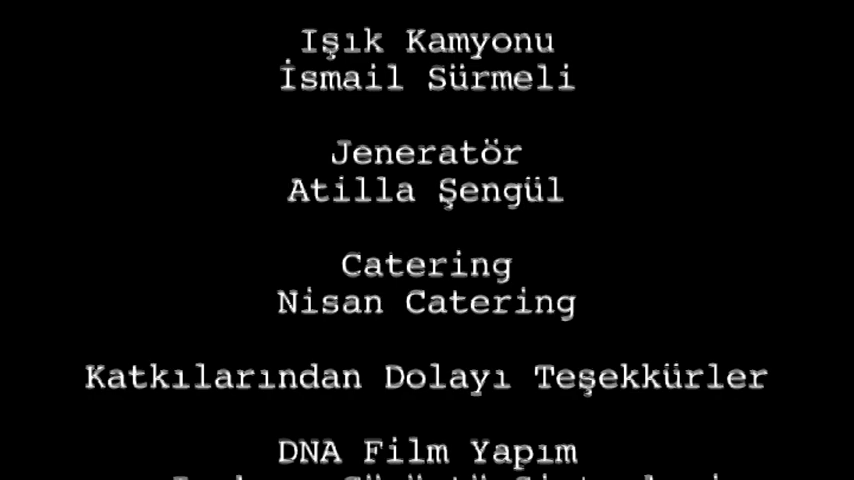 Işık Kamyonu
İsmail Sürmeli
Jeneratör
Atilla Şengül
Catering
Nisan Catering
Katkılarından Dolayı Teşekkürler
DNA Film Yapım